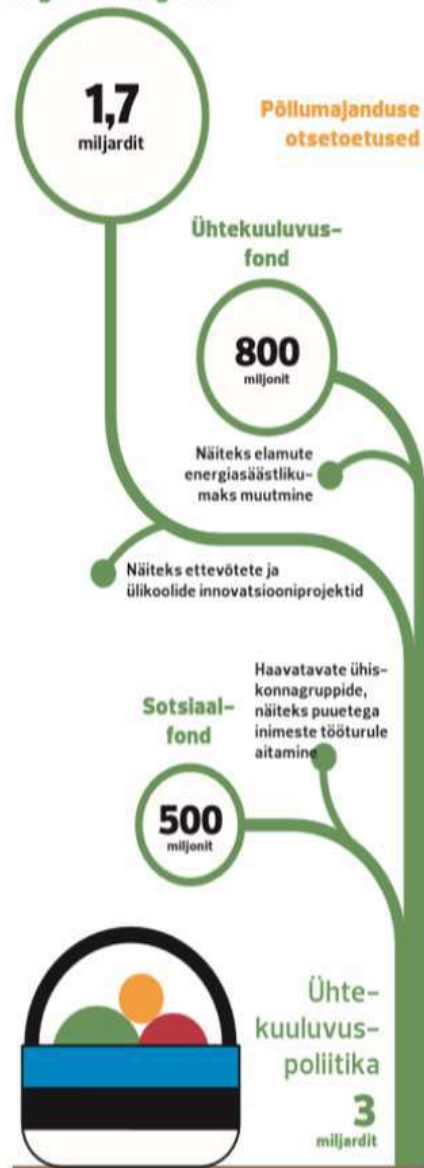 1,7
miljardit
Põllumajanduse
otsetoetused
Ühtekuuluvus-
fond
800
miljonit
Näiteks elamute
energiasäästliku-
maks muutmine
Näiteks ettevõtete ja
ülikoolide innovatsiooniprojektid
Haavatavate ühis-
konnagruppide,
näiteks puuetega
inimeste tööturule
aitamine
Sotsiaal-
fond
500
miljonit
Ühte-
kuuluvus-
poliitika
3
miljardit